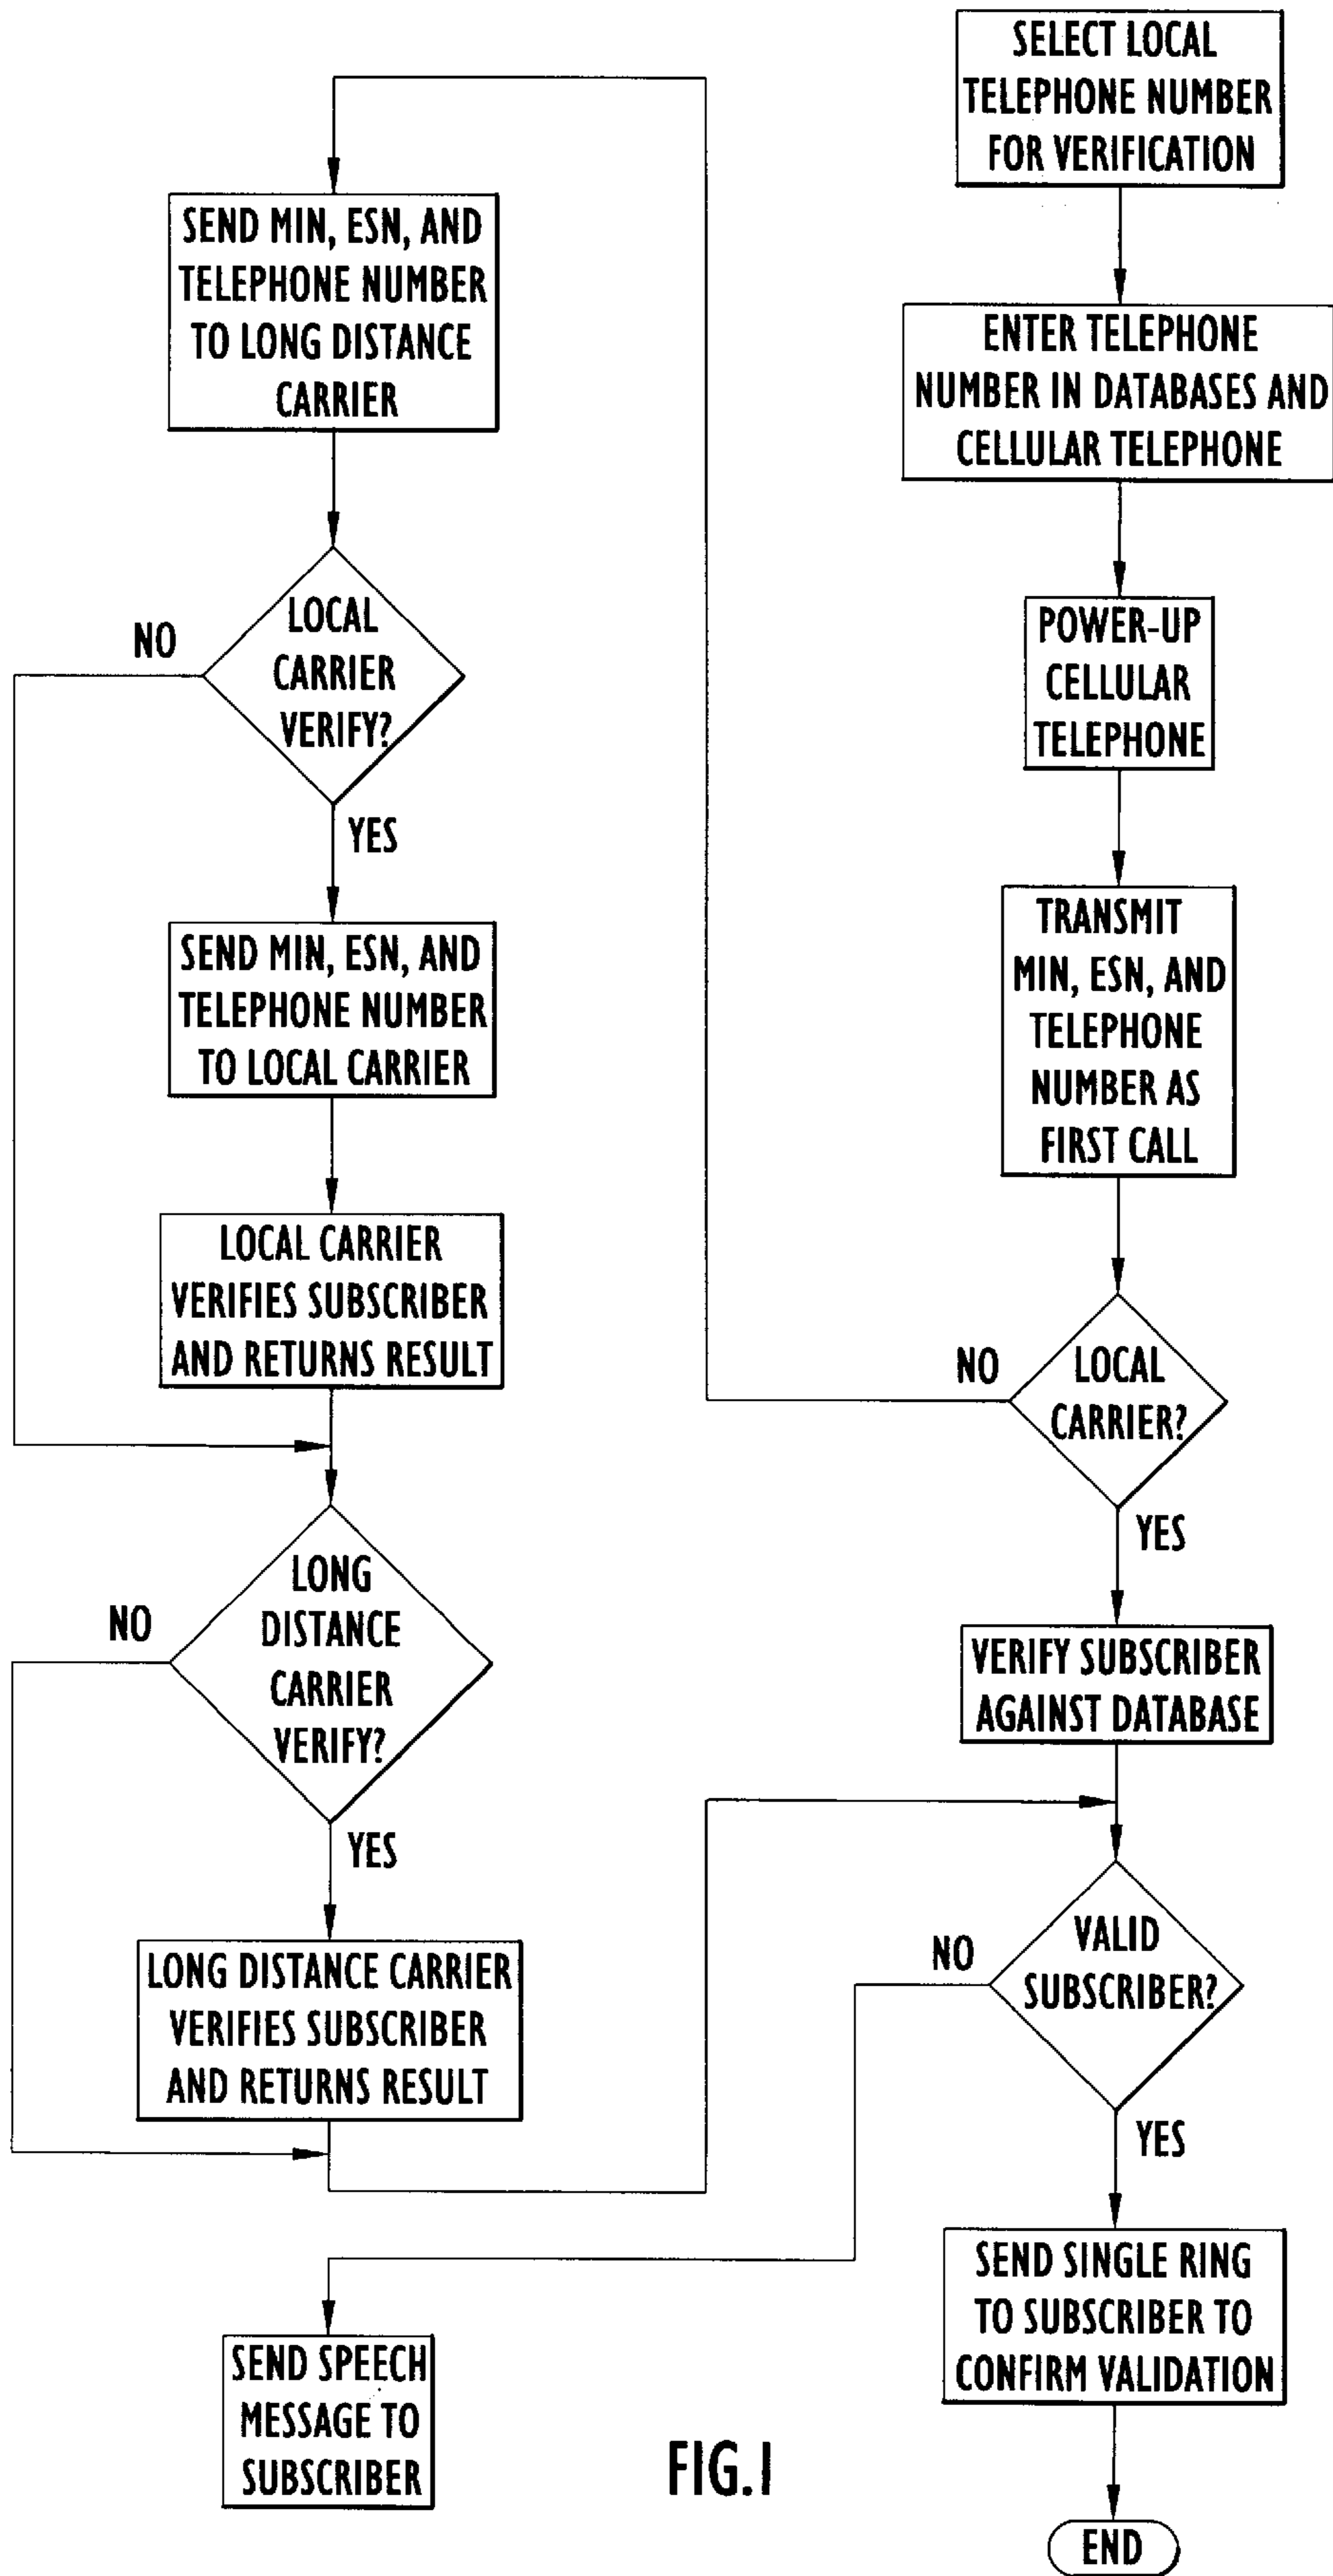 SELECT LOCAL
TELEPHONE NUMBER
FOR VERIFICATION
ENTER TELEPHONE
NUMBER IN DATABASES AND
CELLULAR TELEPHONE
POWER-UP
CELLULAR
TELEPHONE
TRANSMIT
MIN, ESN, AND
TELEPHONE
NUMBER AS
FIRST CALL
NO
LOCAL
CARRIER?
YES
VERIFY SUBSCRIBER
AGAINST DATABASE
NO
VALID
SUBSCRIBER?
YES
SEND SINGLE RING
TO SUBSCRIBER TO
CONFIRM VALIDATION
END
SEND MIN, ESN, AND
TELEPHONE NUMBER
TO LONG DISTANCE
CARRIER
NO
LOCAL
CARRIER
VERIFY?
YES
SEND MIN, ESN, AND
TELEPHONE NUMBER
TO LOCAL CARRIER
LOCAL CARRIER
VERIFIES SUBSCRIBER
AND RETURNS RESULT
NO
LONG
DISTANCE
CARRIER
VERIFY?
YES
LONG DISTANCE CARRIER
VERIFIES SUBSCRIBER
AND RETURNS RESULT
SEND SPEECH
MESSAGE TO
SUBSCRIBER
FIG.1